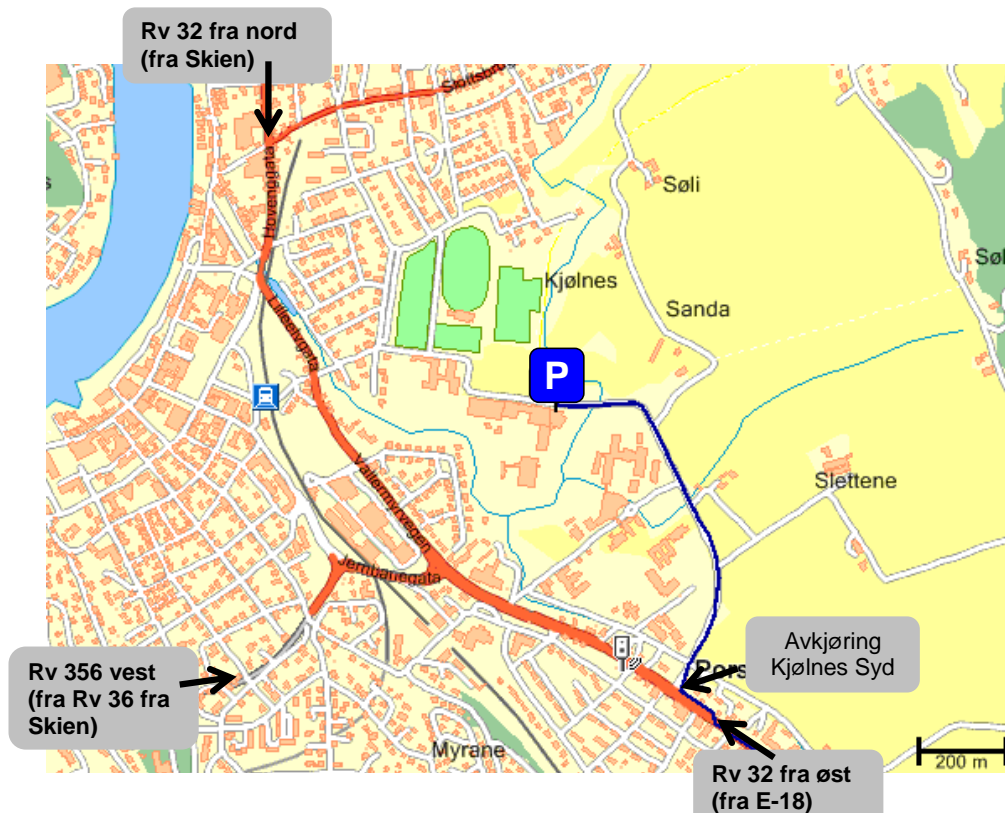 Rv 32 fra nord
(fra Skien)
Hovenggata
Søli
Kjølnes
Sanda
Lilleelvgata
P
Vallermyrvegen
Slettene
Jernbanegata
Avkjøring
Kjølnes Syd
Pors
Rv 356 vest
(fra Rv 36 fra
Skien)
Myrane
200 m
Rv 32 fra øst
(fra E-18)